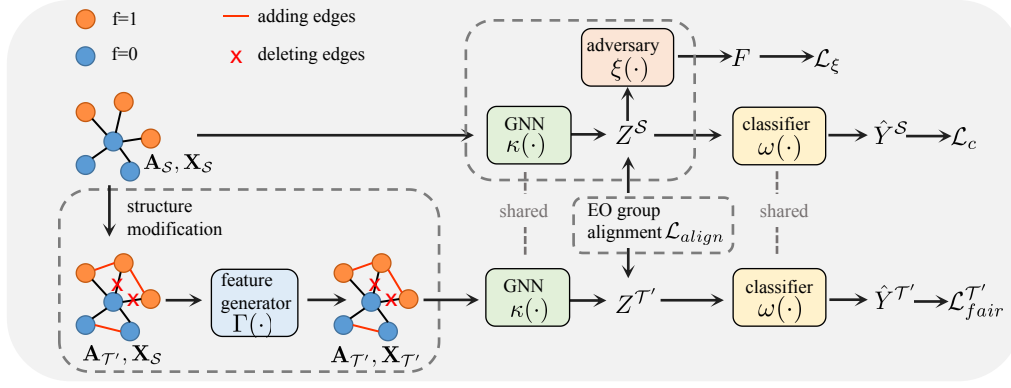 f=1
adding edges
f=0
x deleting edges
adversary
ξ(·)
F
ℒ_ξ
A_𝒮, X_𝒮
GNN
κ(·)
Z^𝒮
classifier
ω(·)
Ŷ^𝒮
ℒ_c
structure
modification
shared
EO group
alignment ℒ_align
shared
feature
generator
Γ(·)
A_𝒯′, X_𝒮
A_𝒯′, X_𝒯′
GNN
κ(·)
Z^𝒯′
classifier
ω(·)
Ŷ^𝒯′
ℒ^𝒯′_fair